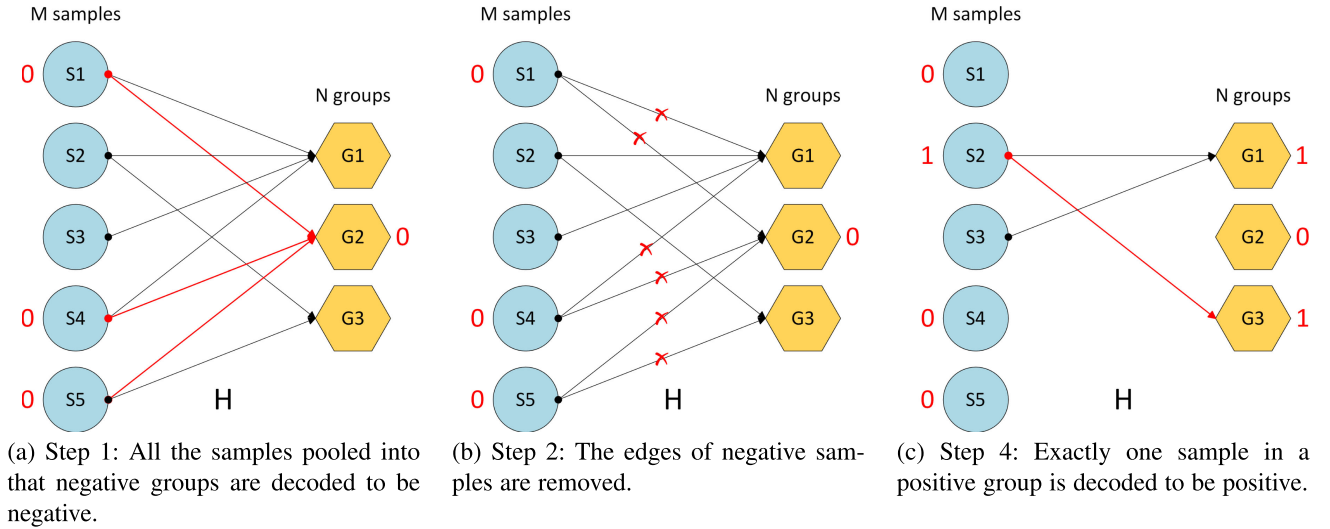 M samples
0 S1
N groups
S2 G1
S3 G2 0
0 S4 G3
0 S5 H
(a) Step 1: All the samples pooled into
that negative groups are decoded to be
negative.
M samples
0 S1
N groups
S2 G1
S3 G2 0
0 S4 G3
0 S5 H
(b) Step 2: The edges of negative sam-
ples are removed.
M samples
0 S1
N groups
1 S2 G1 1
S3 G2 0
0 S4 G3 1
0 S5 H
(c) Step 4: Exactly one sample in a
positive group is decoded to be positive.